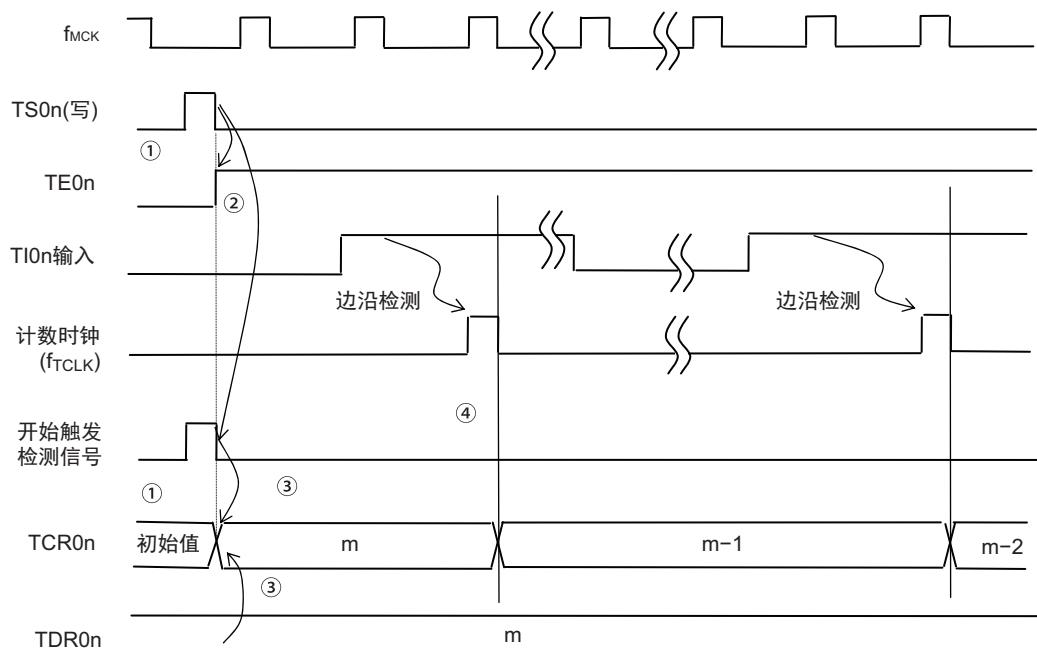 fMCK
TS0n(写)
①
TE0n
②
TI0n输入
边沿检测
边沿检测
计数时钟
(fTCLK)
④
开始触发
检测信号
①
③
TCR0n
初始值
m
m−1
m−2
③
TDR0n
m